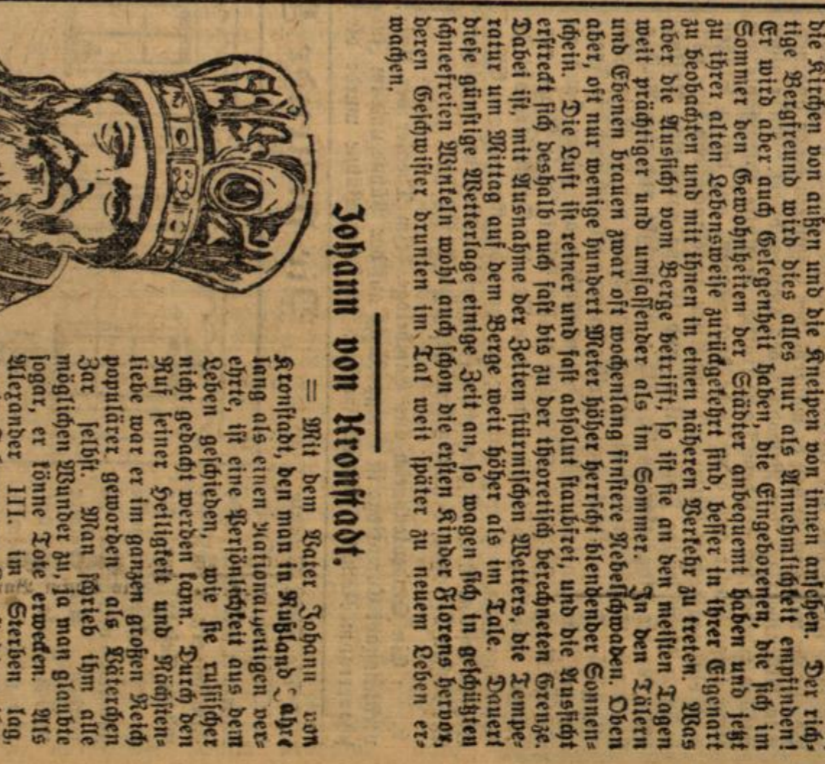 die Kirchen von außen und die Kneipen von innen ansehen. Der rich-
tige Bergfreund wird dies alles nur als Annehmlichkeit empfinden!
Er wird aber auch Gelegenheit haben, die Eingeborenen, die sich im
Sommer den Gewohnheiten der Städter anbequemt haben und jetzt
zu ihrer alten Lebensweise zurückgekehrt sind, besser in ihrer Eigenart
zu beobachten und mit ihnen in einen näheren Verkehr zu treten. Was
aber die Aussicht vom Berge betrifft, so ist sie an den meisten Tagen
weit prächtiger und umfassender als im Sommer. In den Tälern
und Ebenen brauen zwar oft wochenlang finstere Nebelschwaden. Oben
aber, oft nur wenige hundert Meter höher herrscht blendender Sonnen-
schein. Die Luft ist reiner und fast absolut staubfrei, und die Aussicht
erstreckt sich deshalb auch fast bis zu der theoretisch berechneten Grenze.
Dabei ist, mit Ausnahme der Zeiten stürmischen Wetters, die Tempe-
ratur um Mittag auf dem Berge weit höher als im Tale. Dauert
diese günstige Wetterlage einige Zeit an, so wagen sich in geschützten
schneefreien Winkeln wohl auch schon die ersten Kinder Florens hervor,
deren Geschwister drunten im Tal weit später zu neuem Leben er-
wachen.
Johann von Kronstadt.
= Mit dem Vater Johann von
Kronstadt, den man in Rußland Jahre
lang als einen Nationalheiligen ver-
ehrte, ist eine Persönlichkeit aus dem
Leben geschieden, wie sie russischer
nicht gedacht werden kann. Durch den
Ruf seiner Heiligkeit und Nächsten-
liebe war er im ganzen großen Reich
populärer geworden als Väterchen
Zar selbst. Man schrieb ihm alle
möglichen Wunder zu, ja man glaubte
sogar, er könne Tote erwecken. Als
Alexander III. im Sterben lag,